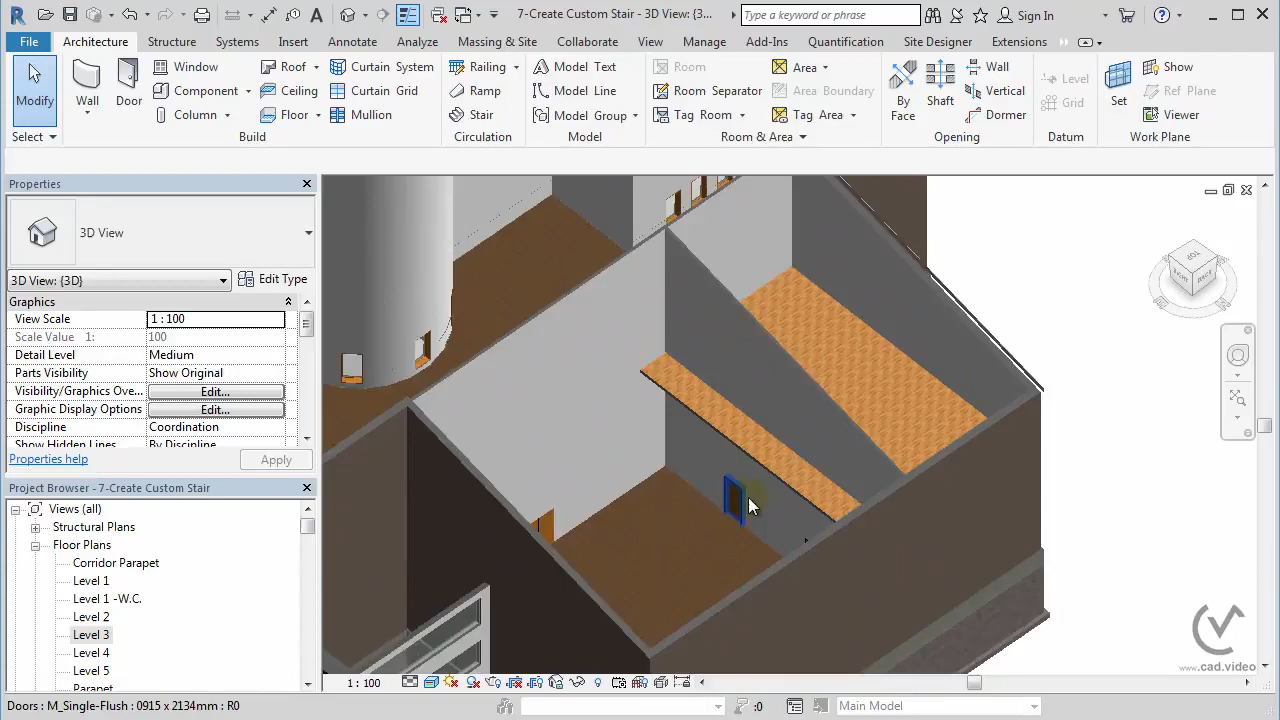 7-Create Custom Stair - 3D View: {3...
Type a keyword or phrase
Sign In
File Architecture Structure Systems Insert Annotate Analyze Massing & Site Collaborate View Manage Add-Ins Quantification Site Designer Extensions
Modify
Wall
Door
Window
Component
Column
Roof
Ceiling
Floor
Curtain System
Curtain Grid
Mullion
Railing
Ramp
Stair
Model Text
Model Line
Model Group
Room
Room Separator
Tag Room
Area
Area Boundary
Tag Area
By Face
Shaft
Wall
Vertical
Dormer
Level
Grid
Set
Show
Ref Plane
Viewer
Select Build Circulation Model Room & Area Opening Datum Work Plane
Properties
3D View
3D View: {3D} Edit Type
Graphics
View Scale 1 : 100
Scale Value 1: 100
Detail Level Medium
Parts Visibility Show Original
Visibility/Graphics Ove... Edit...
Graphic Display Options Edit...
Discipline Coordination
Show Hidden Lines By Discipline
Properties help Apply
Project Browser - 7-Create Custom Stair
Views (all)
Structural Plans
Floor Plans
Corridor Parapet
Level 1
Level 1 -W.C.
Level 2
Level 3
Level 4
Level 5
Parapet
TOP
RIGHT
BACK
www.cad.video
1 : 100
Doors : M_Single-Flush : 0915 x 2134mm : R0
:0
Main Model